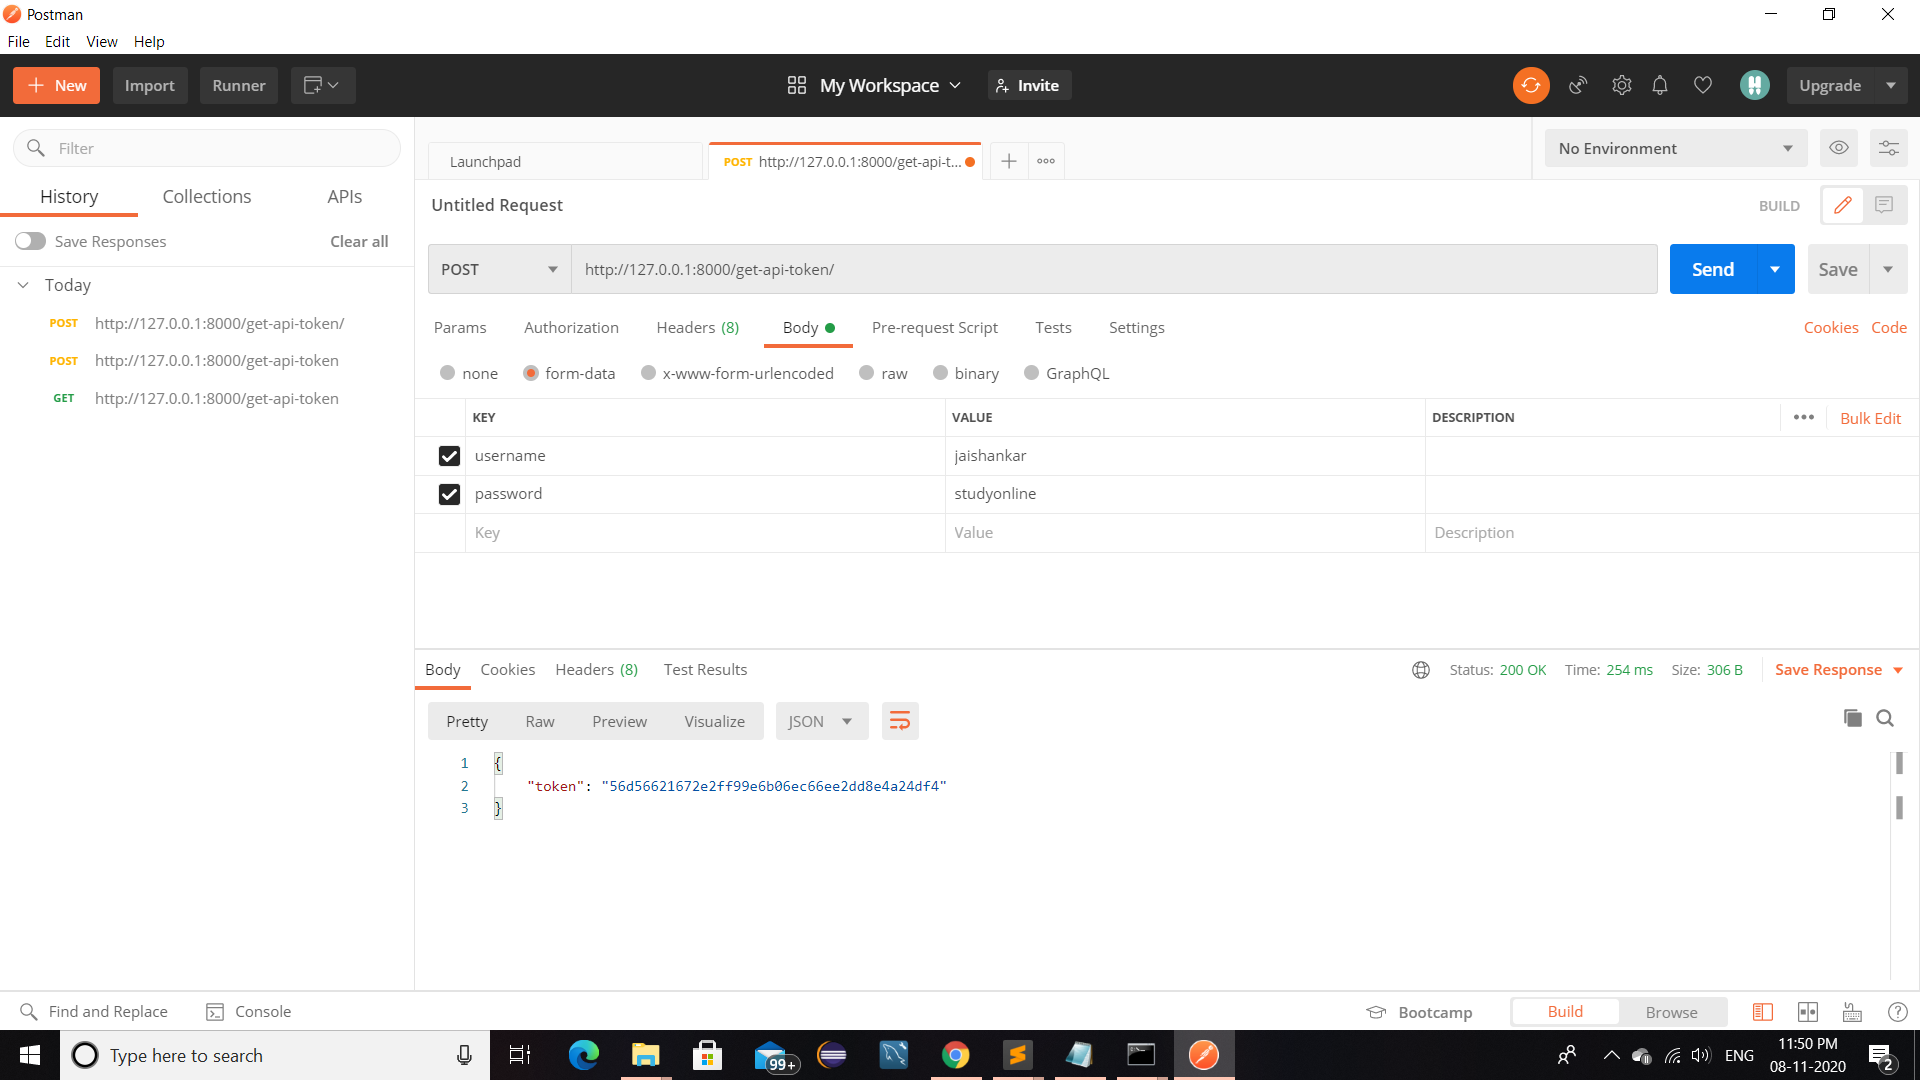 Postman
File Edit View Help
New Import Runner My Workspace Invite Upgrade
Filter
History Collections APIs
Save Responses Clear all
Today
POST http://127.0.0.1:8000/get-api-token/
POST http://127.0.0.1:8000/get-api-token
GET http://127.0.0.1:8000/get-api-token
Launchpad POST http://127.0.0.1:8000/get-api-t... No Environment
Untitled Request BUILD
POST http://127.0.0.1:8000/get-api-token/ Send Save
Params Authorization Headers (8) Body Pre-request Script Tests Settings Cookies Code
none form-data x-www-form-urlencoded raw binary GraphQL
KEY VALUE DESCRIPTION Bulk Edit
username jaishankar
password studyonline
Key Value Description
Body Cookies Headers (8) Test Results Status: 200 OK Time: 254 ms Size: 306 B Save Response
Pretty Raw Preview Visualize JSON
1 {
2 "token": "56d56621672e2ff99e6b06ec66ee2dd8e4a24df4"
3 }
Find and Replace Console Bootcamp Build Browse
Type here to search 99+ ENG 11:50 PM
08-11-2020 2